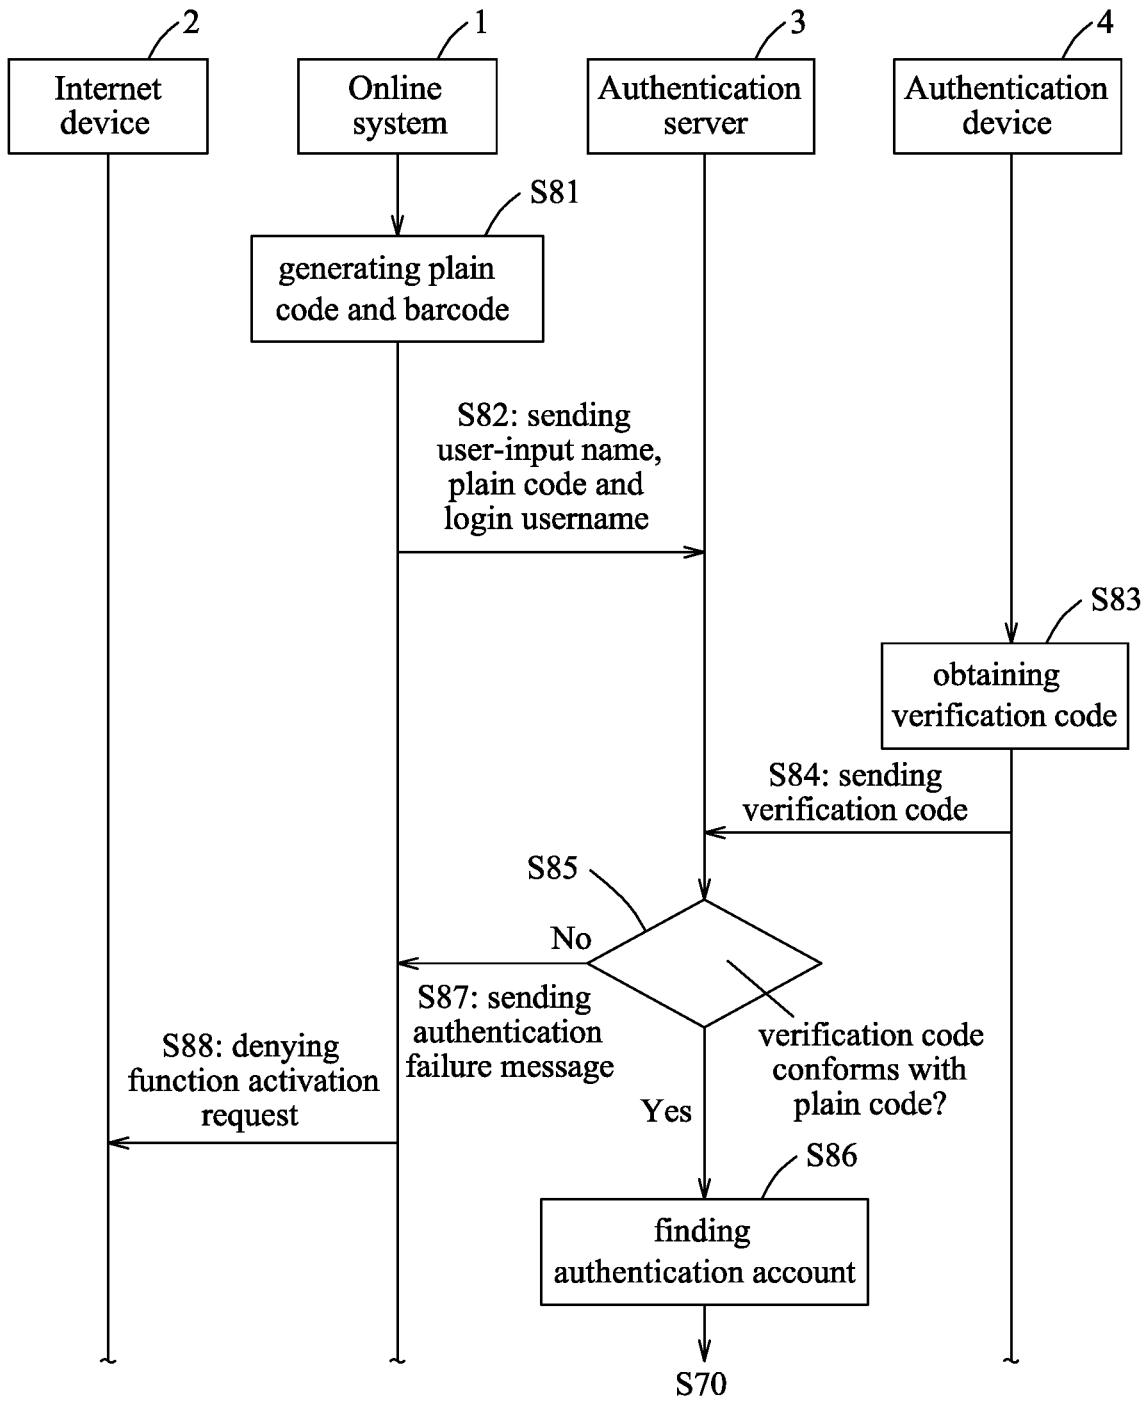 2
1
3
4
Internet
device
Online
system
Authentication
server
Authentication
device
S81
generating plain
code and barcode
S82: sending
user-input name,
plain code and
login username
S83
obtaining
verification code
S84: sending
verification code
S85
No
S87: sending
authentication
failure message
verification code
conforms with
plain code?
S88: denying
function activation
request
Yes
S86
finding
authentication account
S70